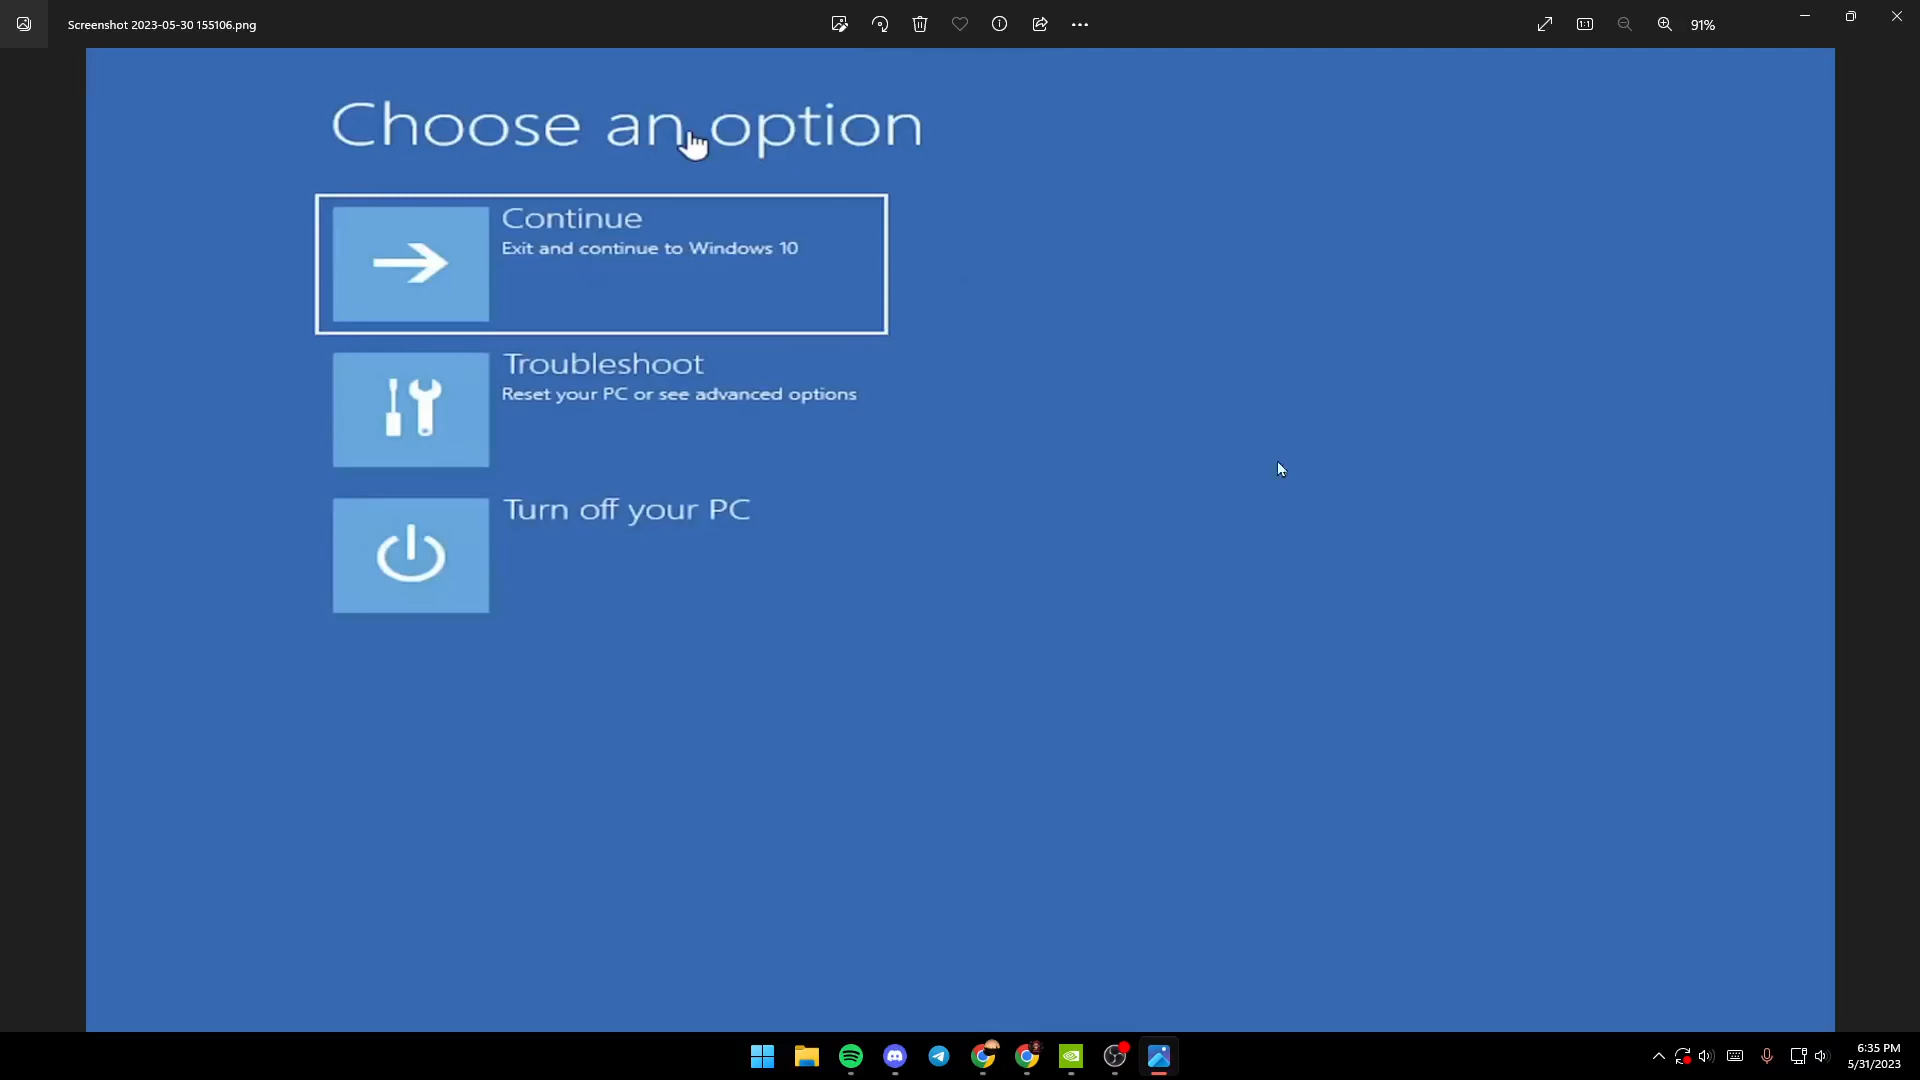 Screenshot 2023-05-30 155106.png
91%
Choose an option
Continue
Exit and continue to Windows 10
Troubleshoot
Reset your PC or see advanced options
Turn off your PC
6:35 PM
5/31/2023